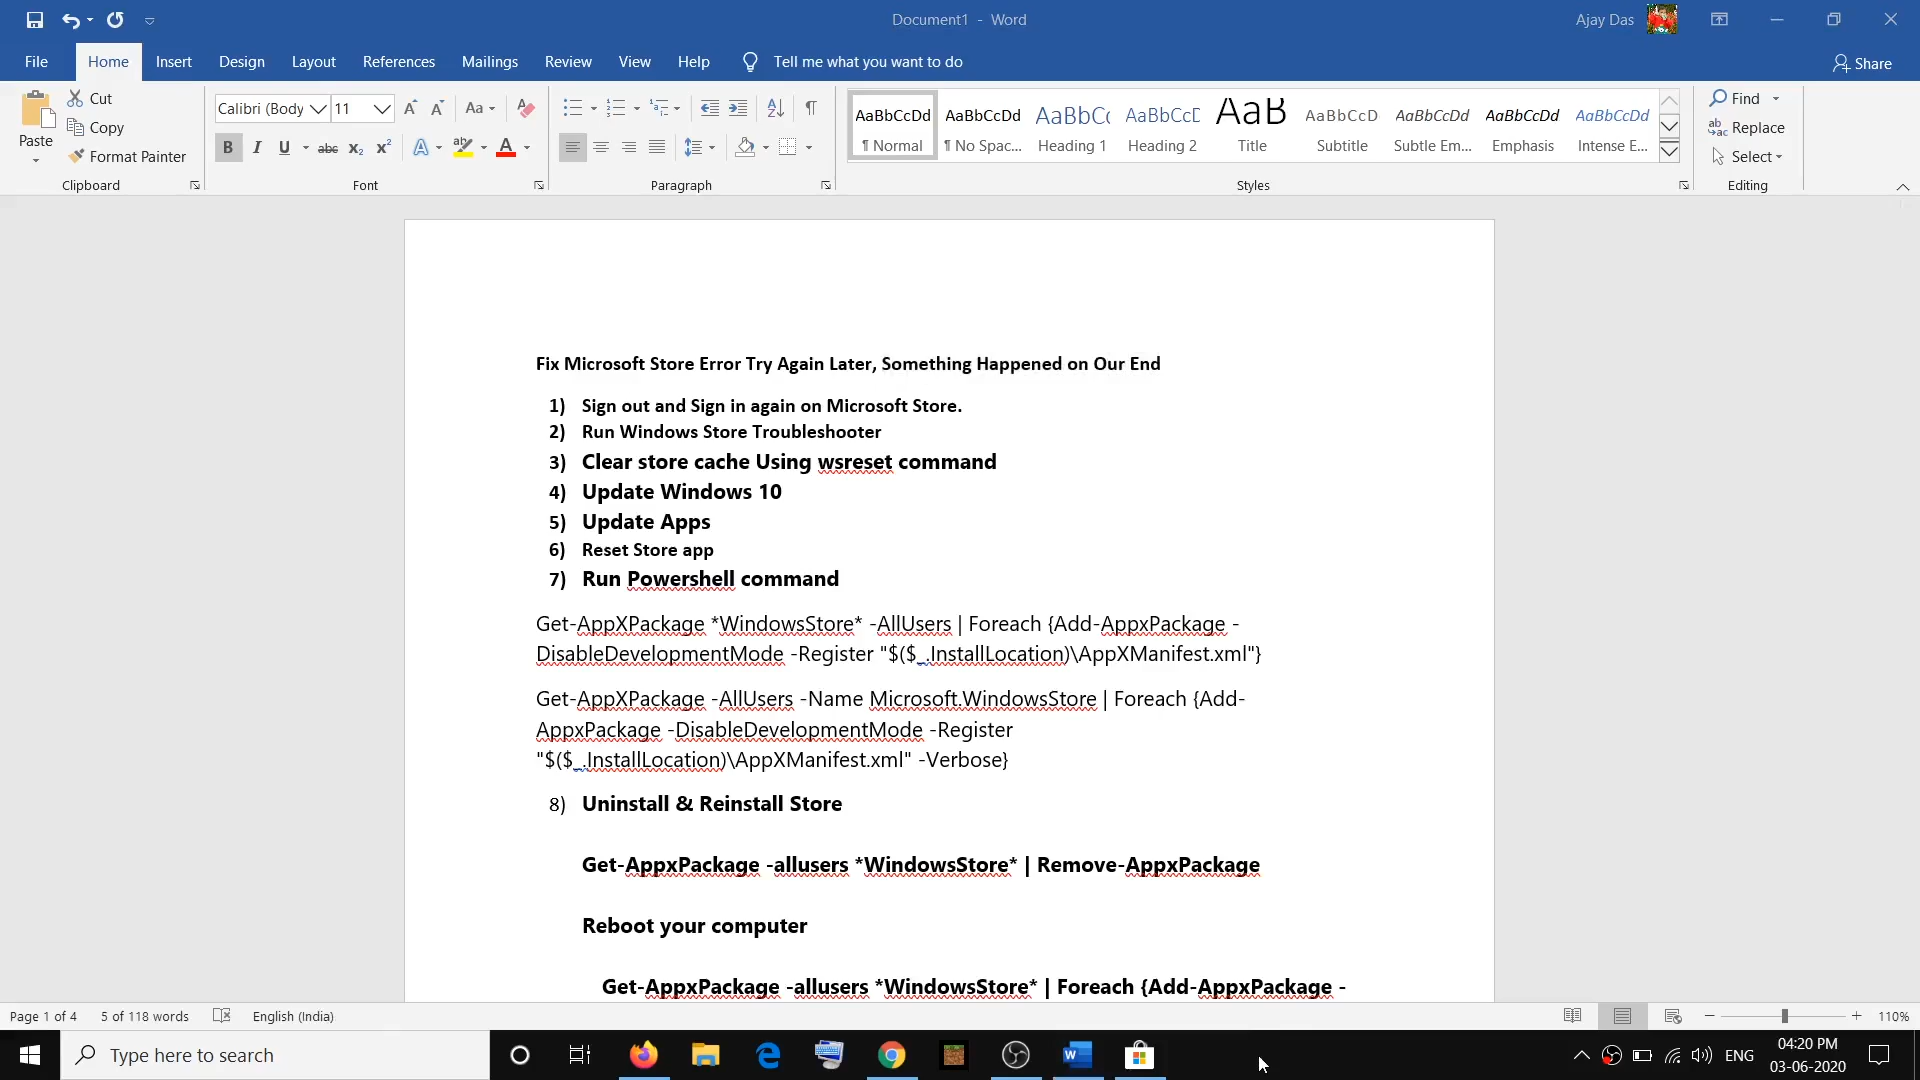 Document1 - Word
Ajay Das
File
Home
Insert
Design
Layout
References
Mailings
Review
View
Help
Tell me what you want to do
Share
Paste
Cut
Copy
Format Painter
Clipboard
Calibri (Body
11
Aa
B I U abc x₂ x²
A
Font
Paragraph
AaBbCcDd
¶ Normal
AaBbCcDd
¶ No Spac...
AaBbCc
Heading 1
AaBbCcD
Heading 2
AaB
Title
AaBbCcD
Subtitle
AaBbCcDd
Subtle Em...
AaBbCcDd
Emphasis
AaBbCcDd
Intense E...
Styles
Find
Replace
Select
Editing
Fix Microsoft Store Error Try Again Later, Something Happened on Our End
1) Sign out and Sign in again on Microsoft Store.
2) Run Windows Store Troubleshooter
3) Clear store cache Using wsreset command
4) Update Windows 10
5) Update Apps
6) Reset Store app
7) Run Powershell command
Get-AppXPackage *WindowsStore* -AllUsers | Foreach {Add-AppxPackage -
DisableDevelopmentMode -Register "$($_.InstallLocation)\AppXManifest.xml"}
Get-AppXPackage -AllUsers -Name Microsoft.WindowsStore | Foreach {Add-
AppxPackage -DisableDevelopmentMode -Register
"$($_.InstallLocation)\AppXManifest.xml" -Verbose}
8) Uninstall & Reinstall Store
Get-AppxPackage -allusers *WindowsStore* | Remove-AppxPackage
Reboot your computer
Get-AppxPackage -allusers *WindowsStore* | Foreach {Add-AppxPackage -
Page 1 of 4
5 of 118 words
English (India)
110%
Type here to search
ENG
04:20 PM
03-06-2020